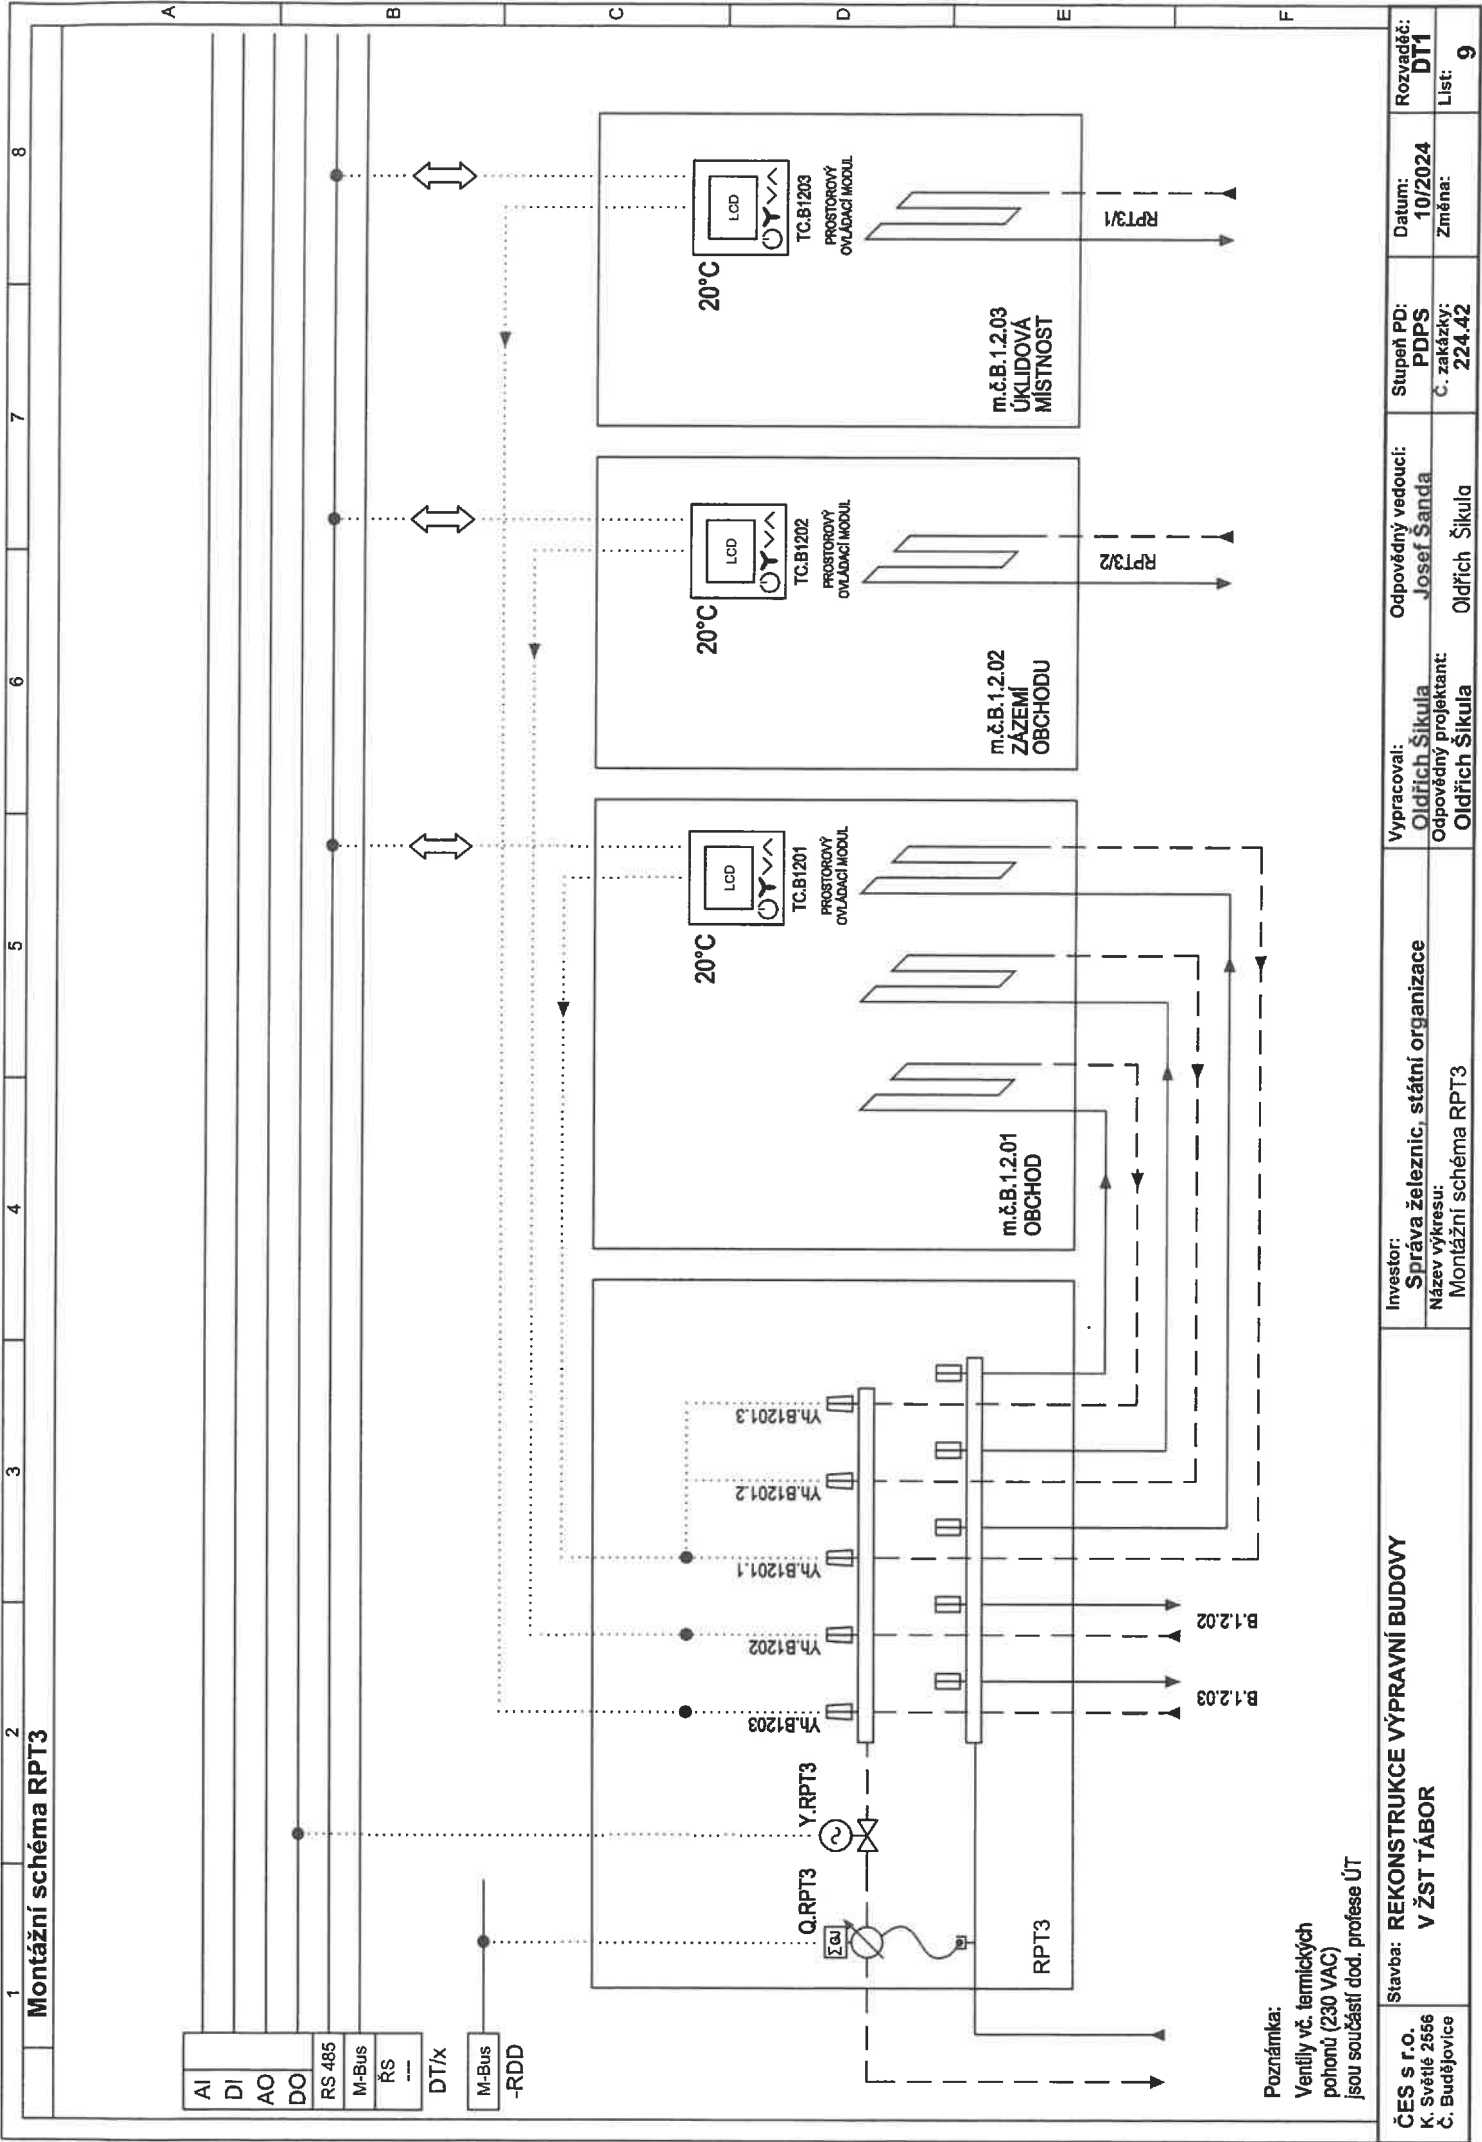 1
2
3
4
5
6
7
8
A
B
C
D
E
F
Montážní schéma RPT3
AI
DI
AO
DO
RS 485
M-Bus
ŘS
---
DT/x
M-Bus
-RDD
Q.RPT3
Y.RPT3
ΣGJ
RPT3
Yh.B1203
Yh.B1202
Yh.B1201.1
Yh.B1201.2
Yh.B1201.3
B.1.2.03
B.1.2.02
20°C
LCD
TC.B1201
PROSTOROVÝ
OVLÁDACÍ MODUL
m.č.B.1.2.01
OBCHOD
20°C
LCD
TC.B1202
PROSTOROVÝ
OVLÁDACÍ MODUL
m.č.B.1.2.02
ZÁZEMÍ
OBCHODU
RPT3/2
20°C
LCD
TC.B1203
PROSTOROVÝ
OVLÁDACÍ MODUL
m.č.B.1.2.03
ÚKLIDOVÁ
MÍSTNOST
RPT3/1
Poznámka:
Ventily vč. termických
pohonů (230 VAC)
jsou součástí dod. profese ÚT
ČES s r.o.
K. Světlé 2556
Č. Budějovice
Stavba: REKONSTRUKCE VÝPRAVNÍ BUDOVY
V ŽST TÁBOR
Investor:
Správa železnic, státní organizace
Název výkresu:
Montážní schéma RPT3
Vypracoval:
Oldřich Šikula
Odpovědný projektant:
Oldřich Šikula
Odpovědný vedoucí:
Josef Šanda
Oldřich Šikula
Stupeň PD:
PDPS
Č. zakázky:
224.42
Datum:
10/2024
Změna:
Rozvaděč:
DT1
List:
9